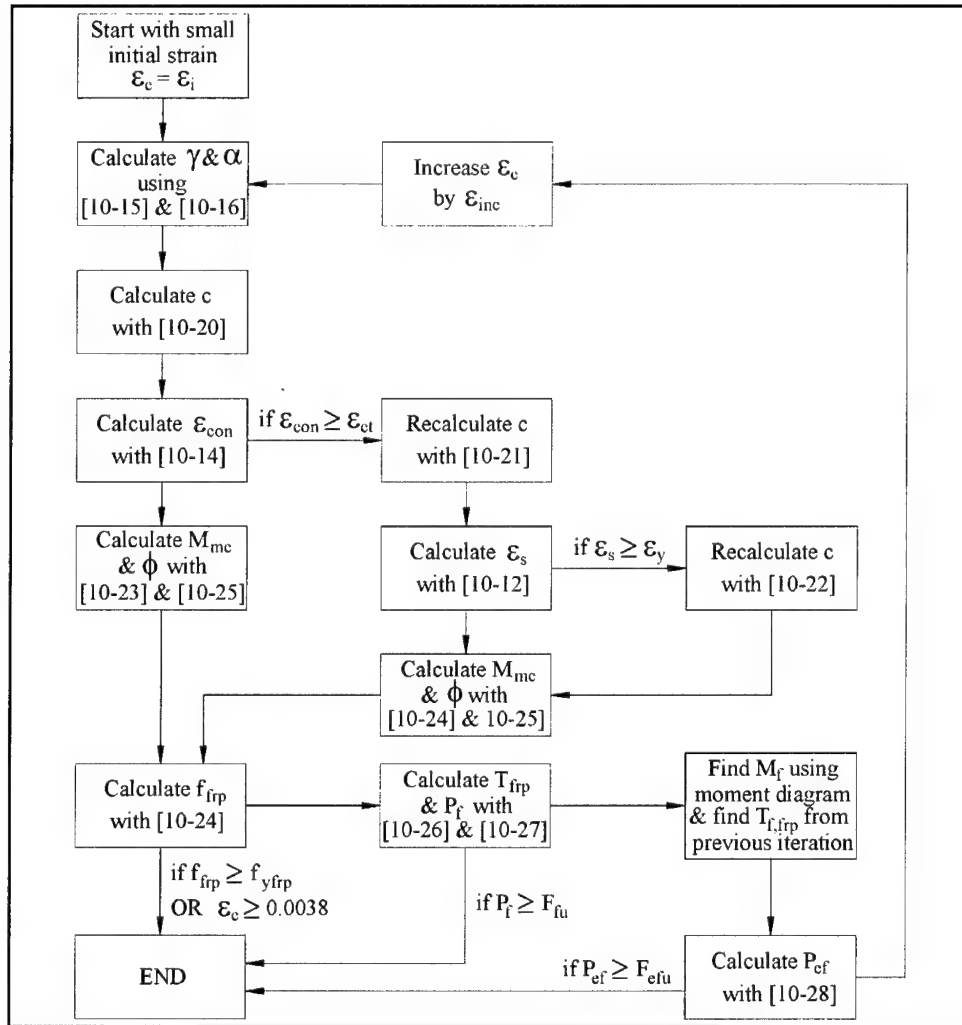 Start with small
initial strain
εc = εi
Calculate γ & α
using
[10-15] & [10-16]
Increase εc
by εinc
Calculate c
with [10-20]
Calculate εcon
with [10-14]
if εcon ≥ εct
Recalculate c
with [10-21]
Calculate Mmc
& ϕ with
[10-23] & [10-25]
Calculate εs
with [10-12]
if εs ≥ εy
Recalculate c
with [10-22]
Calculate Mmc
& ϕ with
[10-24] & 10-25]
Calculate ffrp
with [10-24]
Calculate Tfrp
& Pf with
[10-26] & [10-27]
Find Mf using
moment diagram
& find Tf,frp from
previous iteration
if ffrp ≥ fyfrp
OR εc ≥ 0.0038
if Pf ≥ Ffu
END
if Pef ≥ Fefu
Calculate Pef
with [10-28]